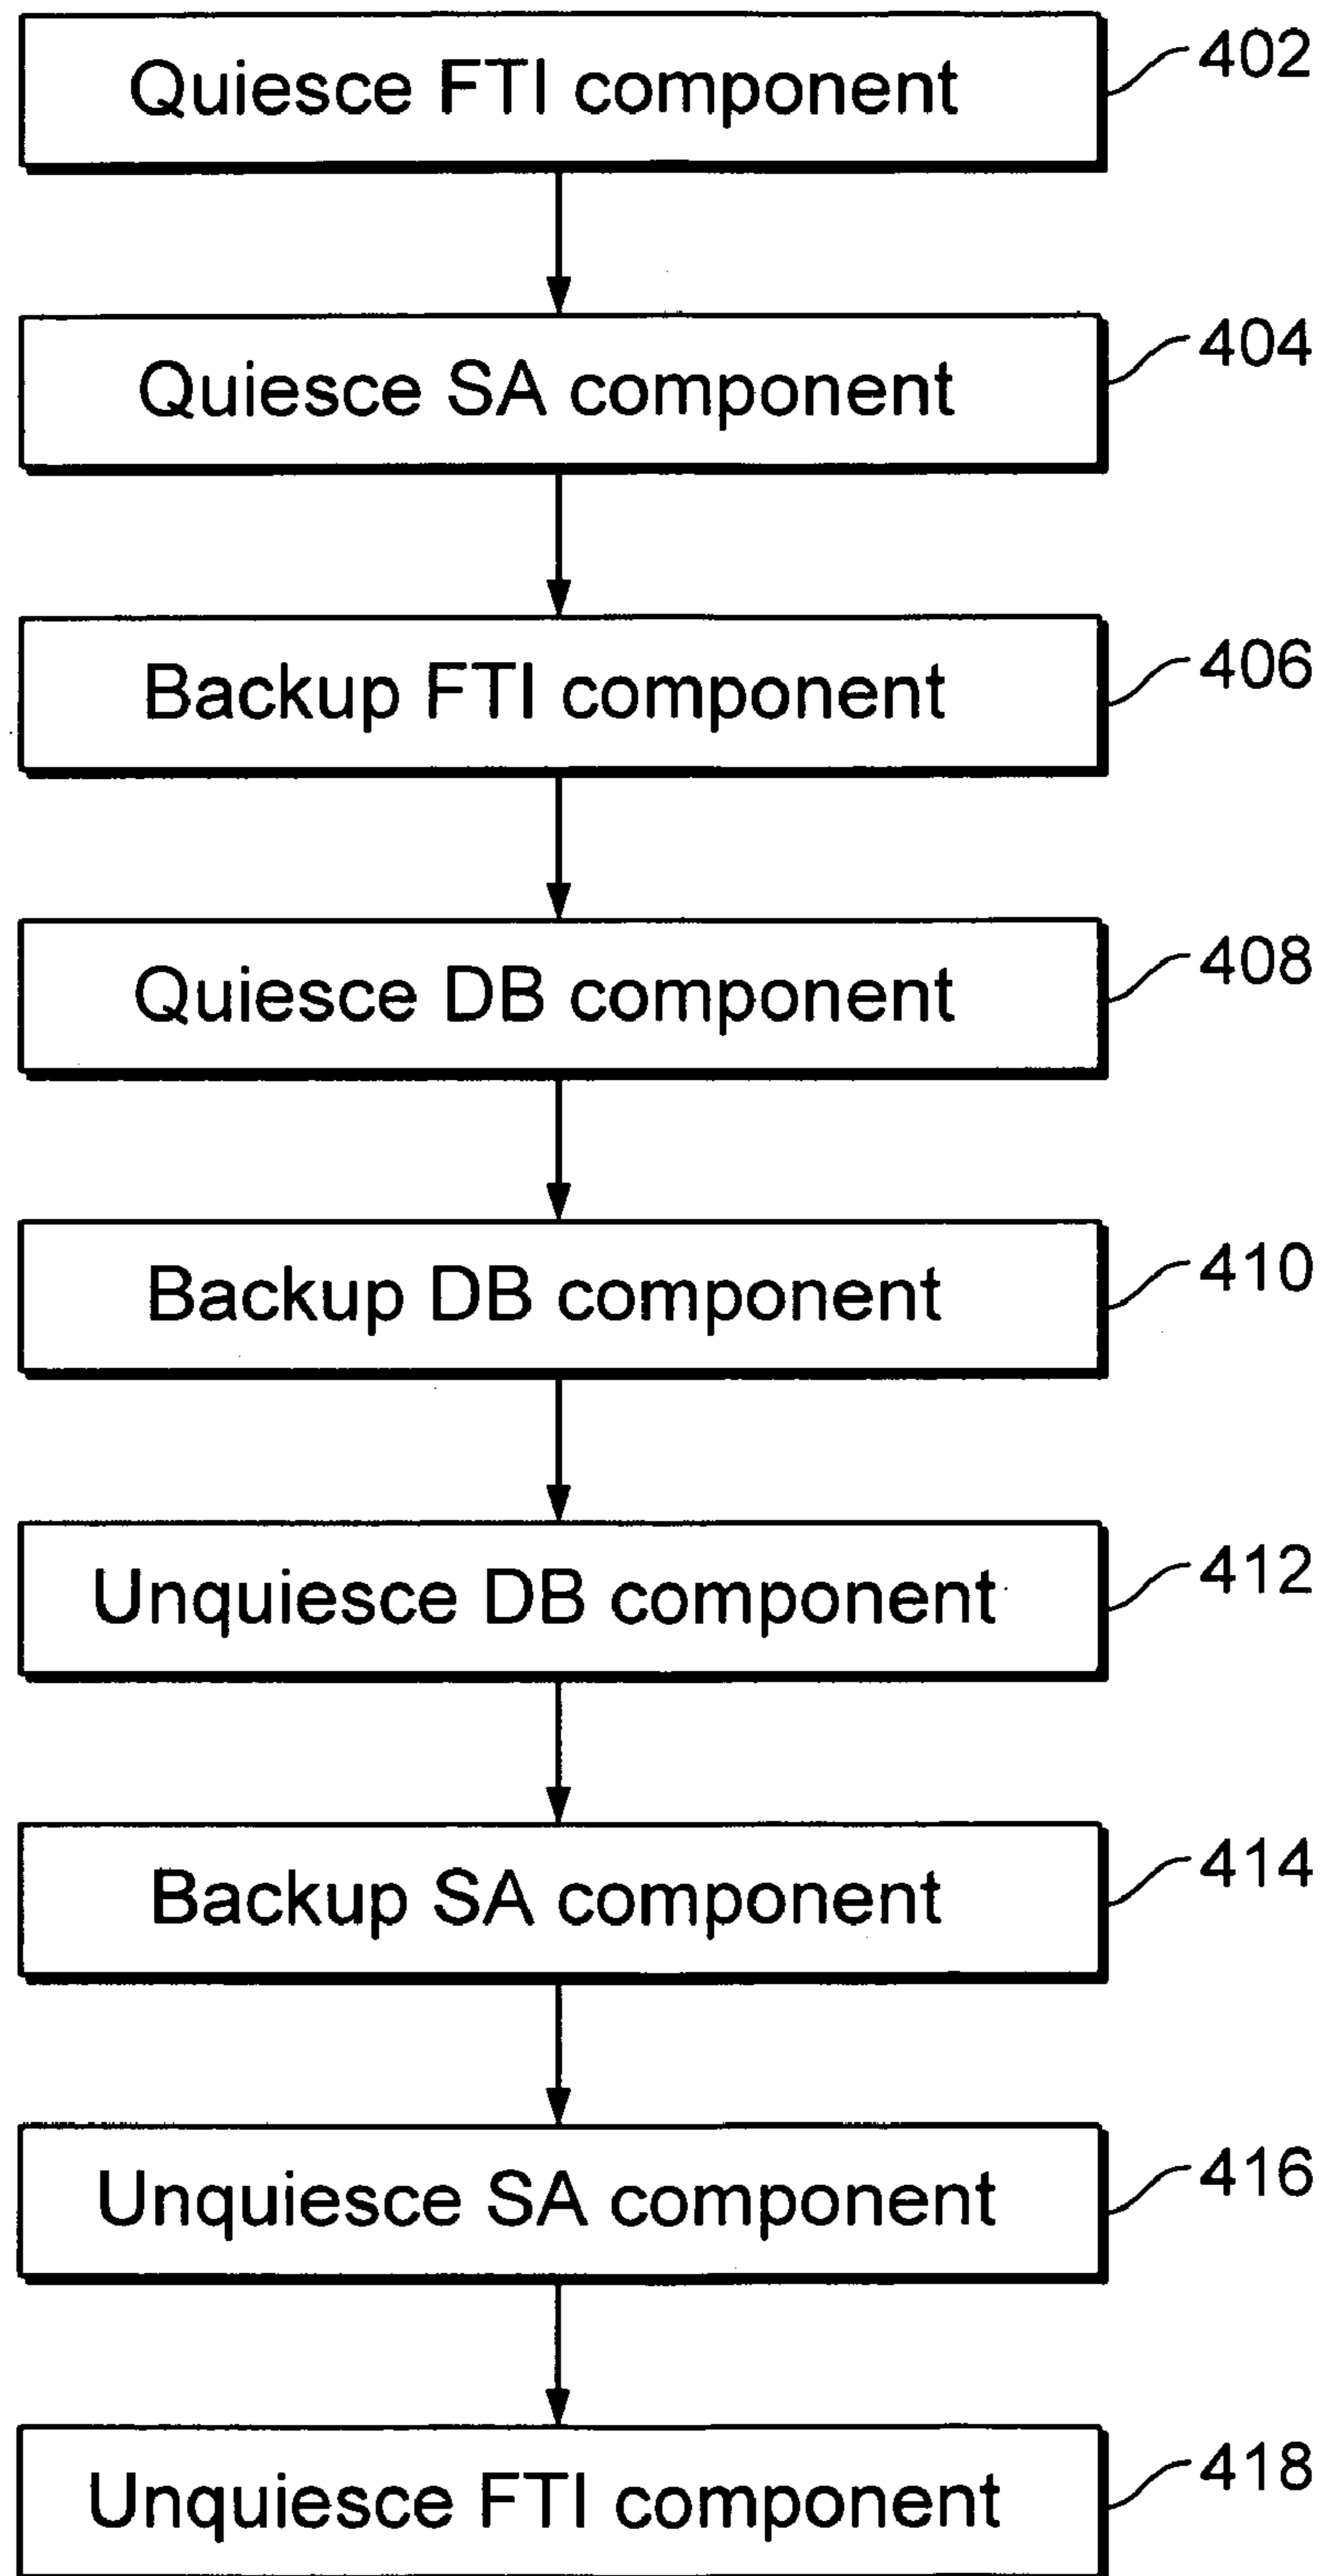 Quiesce FTI component
402
Quiesce SA component
404
Backup FTI component
406
Quiesce DB component
408
Backup DB component
410
Unquiesce DB component
412
Backup SA component
414
Unquiesce SA component
416
Unquiesce FTI component
418